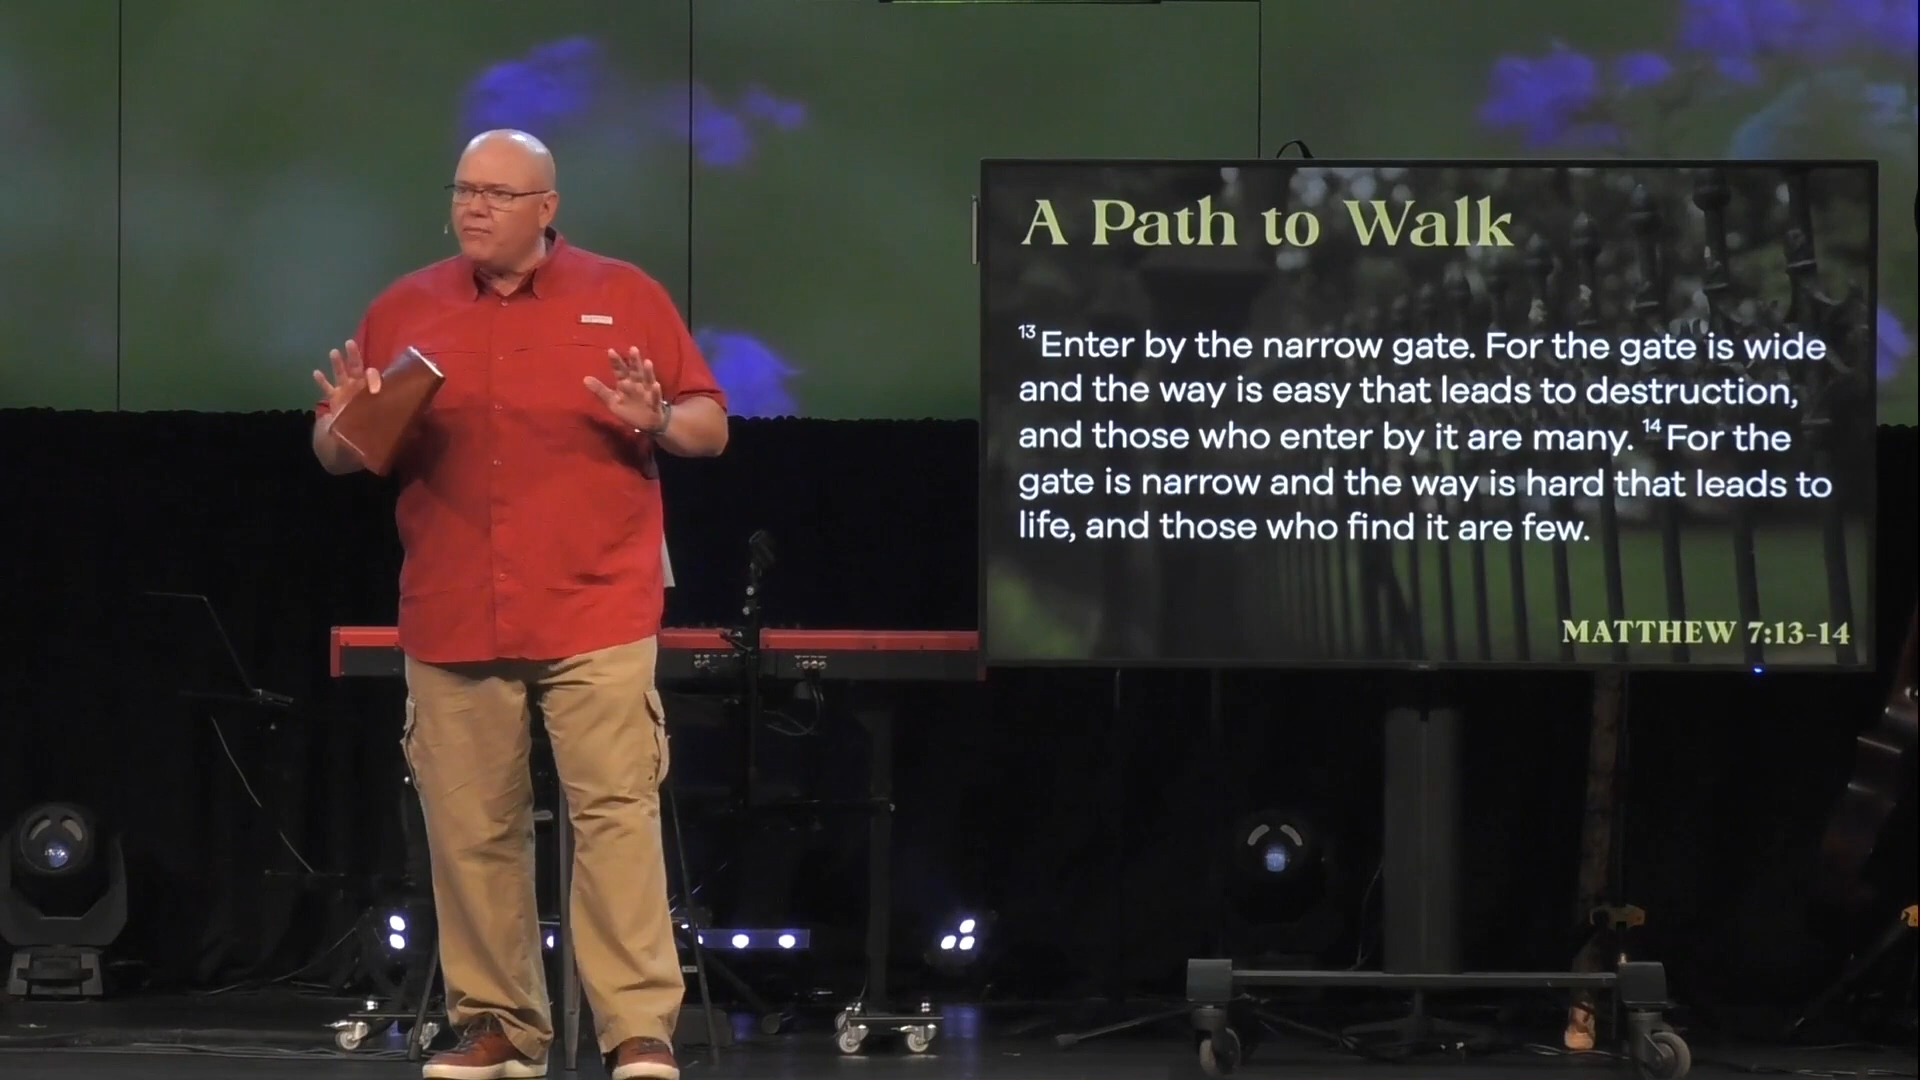 A Path to Walk
13 Enter by the narrow gate. For the gate is wide
and the way is easy that leads to destruction,
and those who enter by it are many. 14 For the
gate is narrow and the way is hard that leads to
life, and those who find it are few.
MATTHEW 7:13-14